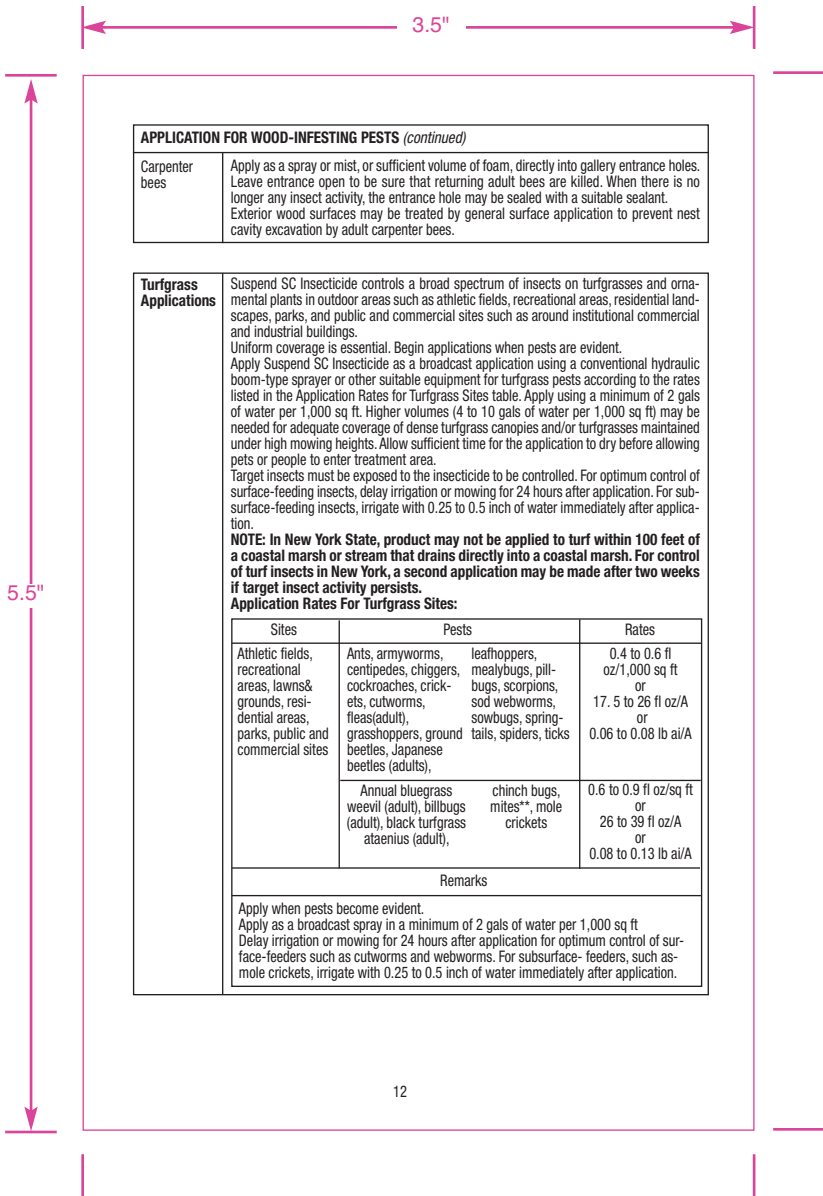 3.5"
5.5"
APPLICATION FOR WOOD-INFESTING PESTS (continued)
Carpenter
bees
Apply as a spray or mist, or sufficient volume of foam, directly into gallery entrance holes.
Leave entrance open to be sure that returning adult bees are killed. When there is no
longer any insect activity, the entrance hole may be sealed with a suitable sealant.
Exterior wood surfaces may be treated by general surface application to prevent nest
cavity excavation by adult carpenter bees.
Turfgrass
Applications
Suspend SC Insecticide controls a broad spectrum of insects on turfgrasses and orna-
mental plants in outdoor areas such as athletic fields, recreational areas, residential land-
scapes, parks, and public and commercial sites such as around institutional commercial
and industrial buildings.
Uniform coverage is essential. Begin applications when pests are evident.
Apply Suspend SC Insecticide as a broadcast application using a conventional hydraulic
boom-type sprayer or other suitable equipment for turfgrass pests according to the rates
listed in the Application Rates for Turfgrass Sites table. Apply using a minimum of 2 gals
of water per 1,000 sq ft. Higher volumes (4 to 10 gals of water per 1,000 sq ft) may be
needed for adequate coverage of dense turfgrass canopies and/or turfgrasses maintained
under high mowing heights. Allow sufficient time for the application to dry before allowing
pets or people to enter treatment area.
Target insects must be exposed to the insecticide to be controlled. For optimum control of
surface-feeding insects, delay irrigation or mowing for 24 hours after application. For sub-
surface-feeding insects, irrigate with 0.25 to 0.5 inch of water immediately after applica-
tion.
NOTE: In New York State, product may not be applied to turf within 100 feet of
a coastal marsh or stream that drains directly into a coastal marsh. For control
of turf insects in New York, a second application may be made after two weeks
if target insect activity persists.
Application Rates For Turfgrass Sites:
Sites
Pests
Rates
Athletic fields,
recreational
areas, lawns&
grounds, resi-
dential areas,
parks, public and
commercial sites
Ants, armyworms,
centipedes, chiggers,
cockroaches, crick-
ets, cutworms,
fleas(adult),
grasshoppers, ground
beetles, Japanese
beetles (adults),
leafhoppers,
mealybugs, pill-
bugs, scorpions,
sod webworms,
sowbugs, spring-
tails, spiders, ticks
0.4 to 0.6 fl
oz/1,000 sq ft
or
17. 5 to 26 fl oz/A
or
0.06 to 0.08 lb ai/A
Annual bluegrass
weevil (adult), billbugs
(adult), black turfgrass
ataenius (adult),
chinch bugs,
mites**, mole
crickets
0.6 to 0.9 fl oz/sq ft
or
26 to 39 fl oz/A
or
0.08 to 0.13 lb ai/A
Remarks
Apply when pests become evident.
Apply as a broadcast spray in a minimum of 2 gals of water per 1,000 sq ft
Delay irrigation or mowing for 24 hours after application for optimum control of sur-
face-feeders such as cutworms and webworms. For subsurface- feeders, such as-
mole crickets, irrigate with 0.25 to 0.5 inch of water immediately after application.
12